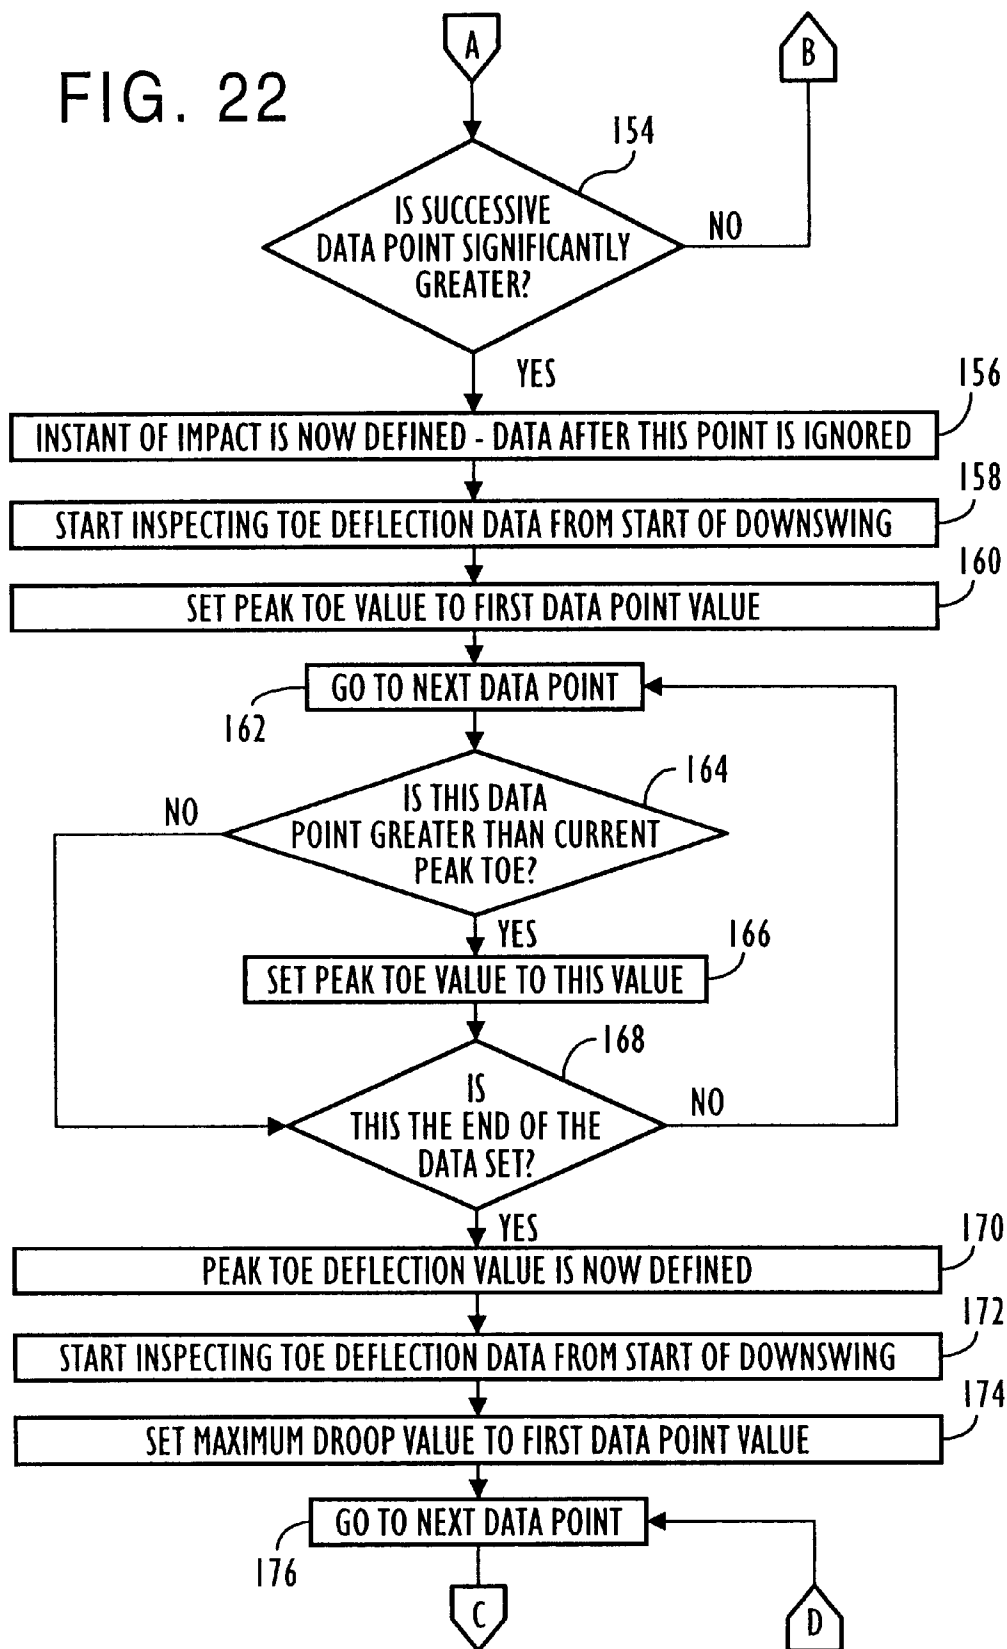 A
B
FIG. 22
154
IS SUCCESSIVE
DATA POINT SIGNIFICANTLY
GREATER?
NO
YES
156
INSTANT OF IMPACT IS NOW DEFINED - DATA AFTER THIS POINT IS IGNORED
158
START INSPECTING TOE DEFLECTION DATA FROM START OF DOWNSWING
160
SET PEAK TOE VALUE TO FIRST DATA POINT VALUE
GO TO NEXT DATA POINT
162
164
IS THIS DATA
POINT GREATER THAN CURRENT
PEAK TOE?
NO
YES
166
SET PEAK TOE VALUE TO THIS VALUE
168
IS
THIS THE END OF THE
DATA SET?
NO
YES
170
PEAK TOE DEFLECTION VALUE IS NOW DEFINED
172
START INSPECTING TOE DEFLECTION DATA FROM START OF DOWNSWING
174
SET MAXIMUM DROOP VALUE TO FIRST DATA POINT VALUE
GO TO NEXT DATA POINT
176
C
D